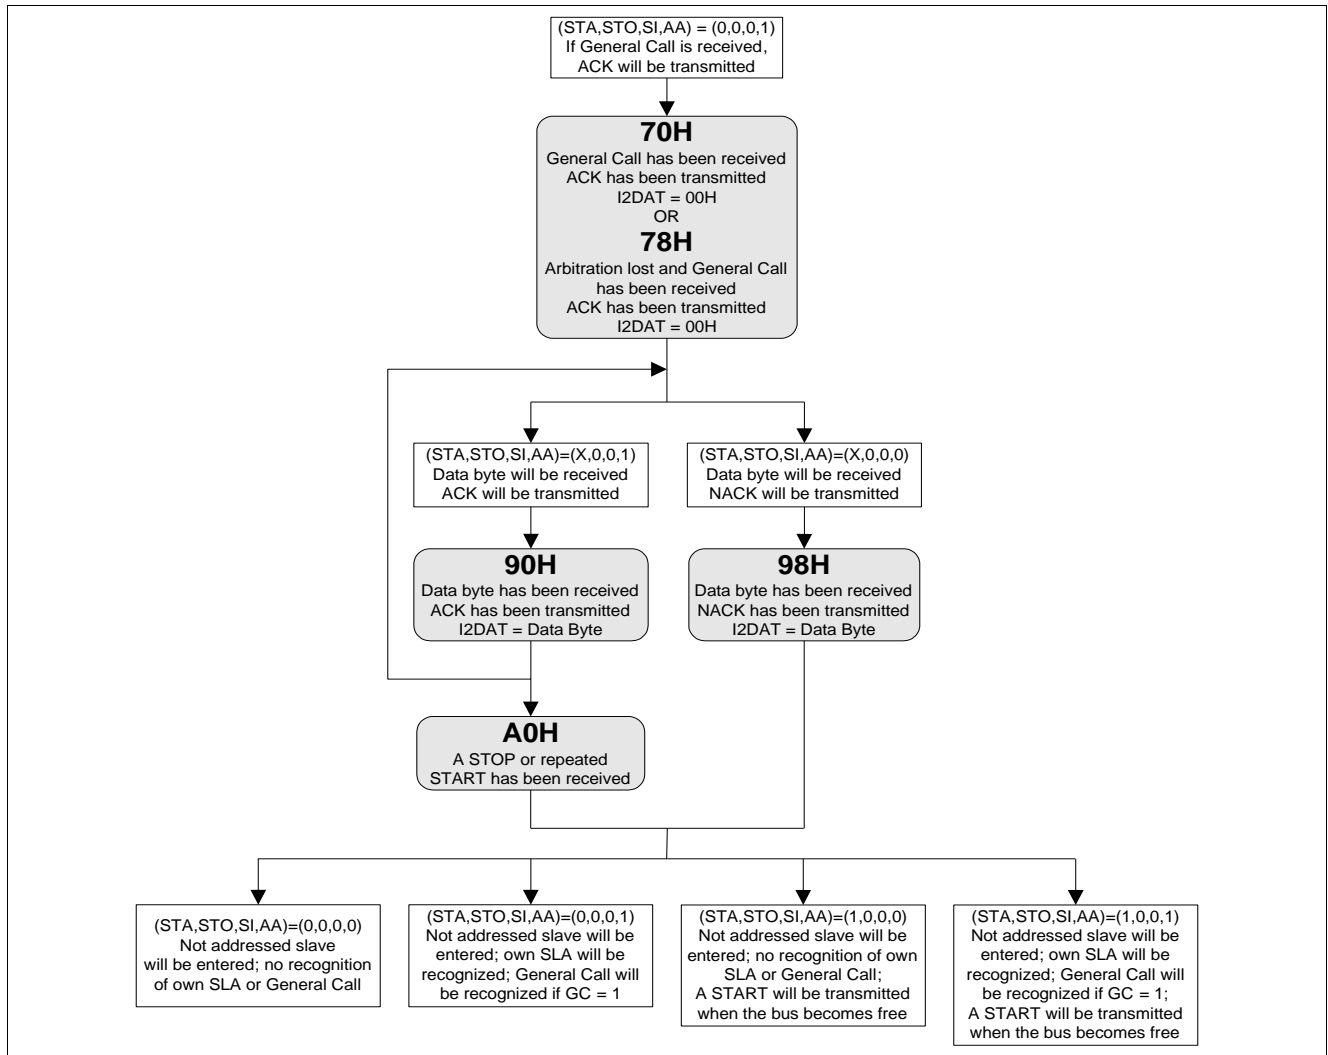 (STA,STO,SI,AA) = (0,0,0,1)
If General Call is received,
ACK will be transmitted
70H
General Call has been received
ACK has been transmitted
I2DAT = 00H
OR
78H
Arbitration lost and General Call
has been received
ACK has been transmitted
I2DAT = 00H
(STA,STO,SI,AA)=(X,0,0,1)
Data byte will be received
ACK will be transmitted
(STA,STO,SI,AA)=(X,0,0,0)
Data byte will be received
NACK will be transmitted
90H
Data byte has been received
ACK has been transmitted
I2DAT = Data Byte
98H
Data byte has been received
NACK has been transmitted
I2DAT = Data Byte
A0H
A STOP or repeated
START has been received
(STA,STO,SI,AA)=(0,0,0,0)
Not addressed slave
will be entered; no recognition
of own SLA or General Call
(STA,STO,SI,AA)=(0,0,0,1)
Not addressed slave will be
entered; own SLA will be
recognized; General Call will
be recognized if GC = 1
(STA,STO,SI,AA)=(1,0,0,0)
Not addressed slave will be
entered; no recognition of own
SLA or General Call;
A START will be transmitted
when the bus becomes free
(STA,STO,SI,AA)=(1,0,0,1)
Not addressed slave will be
entered; own SLA will be
recognized; General Call will
be recognized if GC = 1;
A START will be transmitted
when the bus becomes free